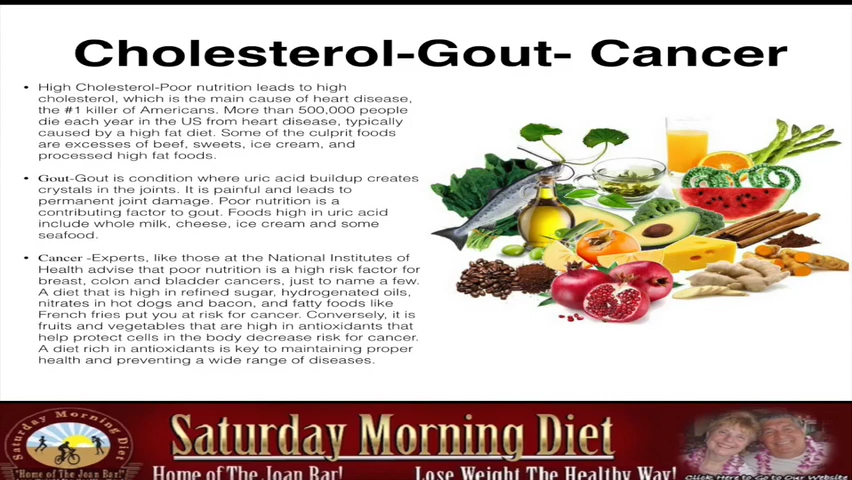 Cholesterol-Gout- Cancer
• High Cholesterol-Poor nutrition leads to high
cholesterol, which is the main cause of heart disease,
the #1 killer of Americans. More than 500,000 people
die each year in the US from heart disease, typically
caused by a high fat diet. Some of the culprit foods
are excesses of beef, sweets, ice cream, and
processed high fat foods.
• Gout-Gout is condition where uric acid buildup creates
crystals in the joints. It is painful and leads to
permanent joint damage. Poor nutrition is a
contributing factor to gout. Foods high in uric acid
include whole milk, cheese, ice cream and some
seafood.
• Cancer -Experts, like those at the National Institutes of
Health advise that poor nutrition is a high risk factor for
breast, colon and bladder cancers, just to name a few.
A diet that is high in refined sugar, hydrogenated oils,
nitrates in hot dogs and bacon, and fatty foods like
French fries put you at risk for cancer. Conversely, it is
fruits and vegetables that are high in antioxidants that
help protect cells in the body decrease risk for cancer.
A diet rich in antioxidants is key to maintaining proper
health and preventing a wide range of diseases.
Saturday Morning Diet
"Home of The Joan Bar!"
Saturday Morning Diet
Home of The Joan Bar!
Lose Weight The Healthy Way!
Click Here to Go to Our Website